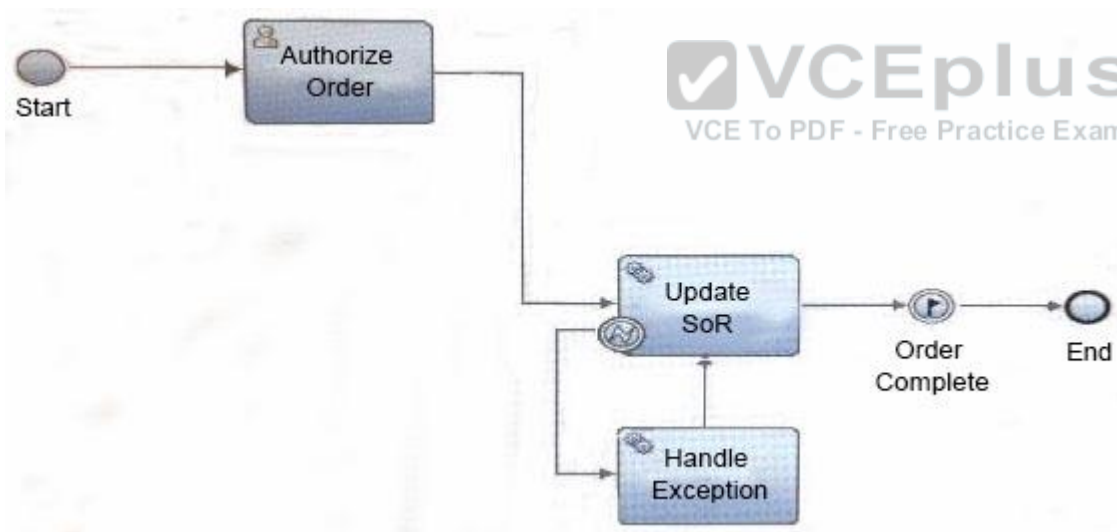 VCEplus
VCE To PDF - Free Practice Exam
Authorize
Order
Start
Update
SoR
Order
Complete
End
Handle
Exception